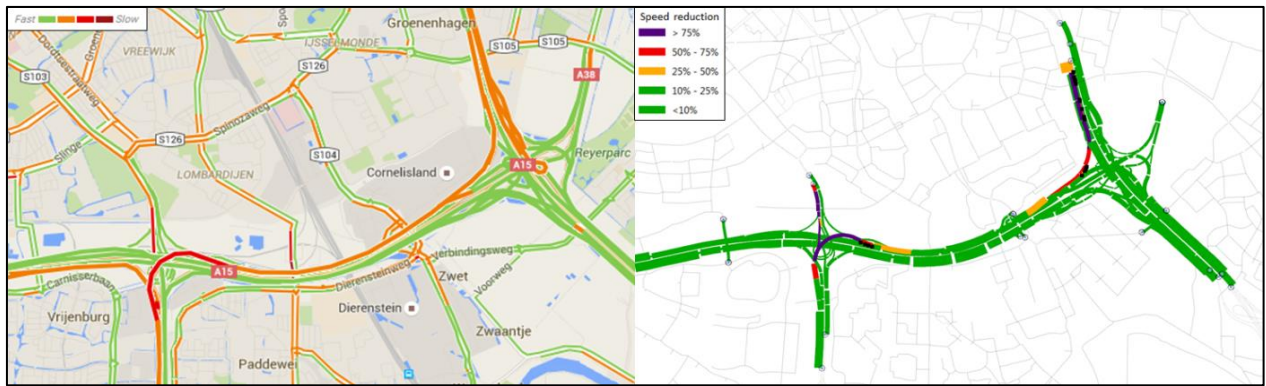 Fast Slow
Groenenhagen
VREEWIJK
IJSSELMONDE
S105
S105
Dordtsestraatweg
S126
A38
S103
Spinozaweg
S126
S104
Slinge
LOMBARDIJEN
Cornelisland
A15
Reyerparc
A15
verbindingsweg
Dierensteinweg
Carnisserbaan
Zwet
Voorweg
Vrijenburg
Dierenstein
Zwaantje
Paddewei
Speed reduction
> 75%
50% - 75%
25% - 50%
10% - 25%
<10%